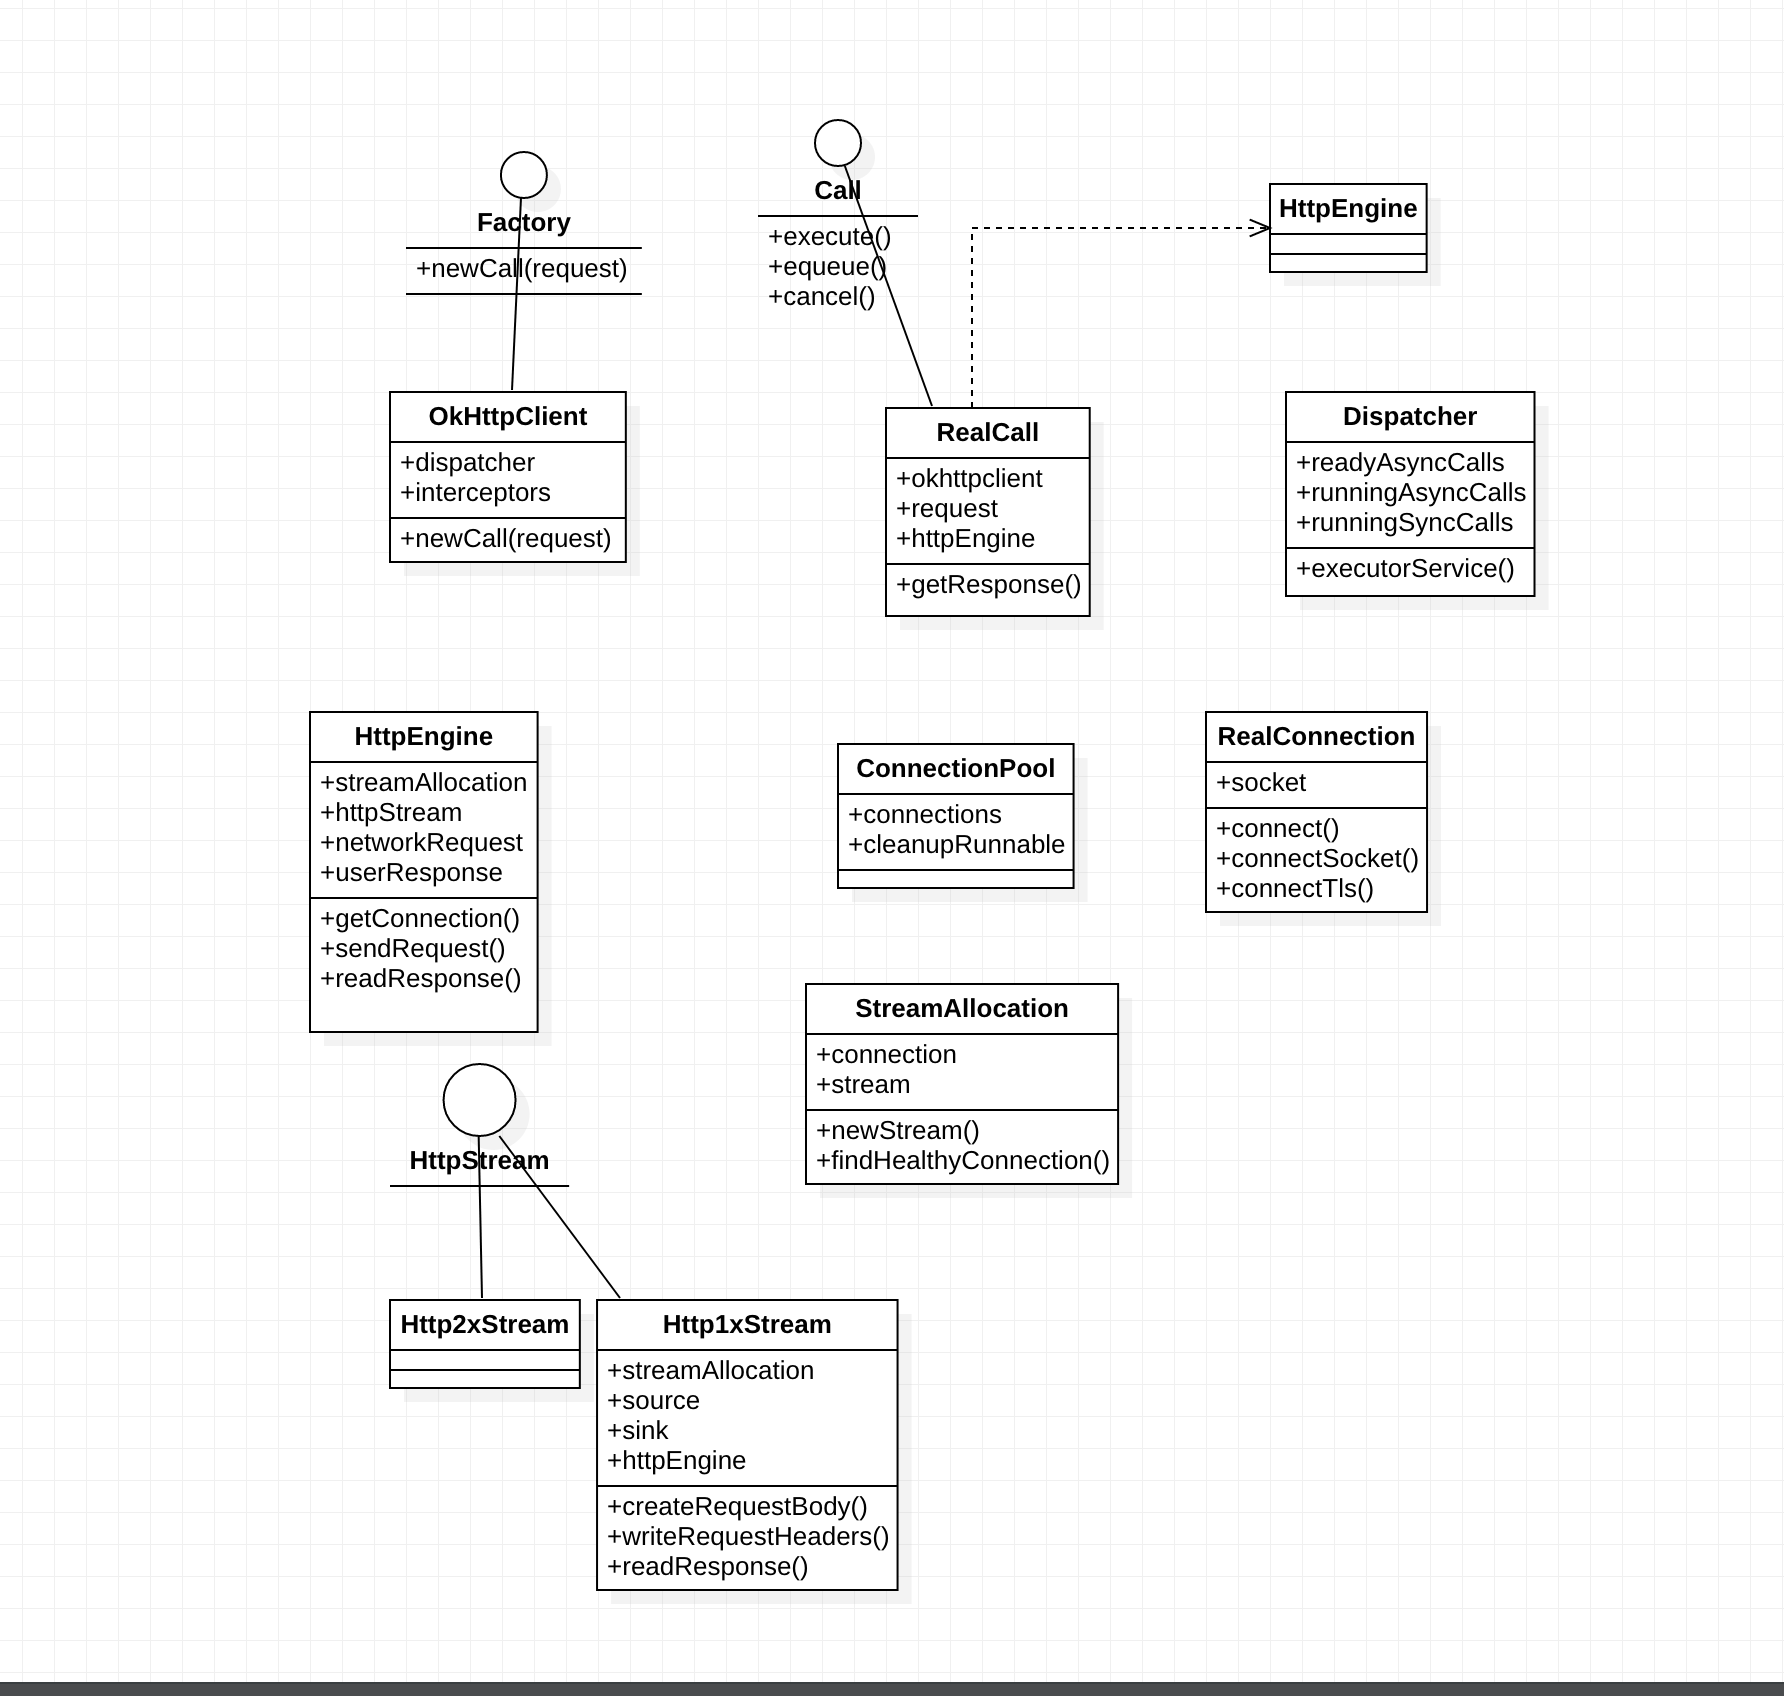 Factory
+newCall(request)
Call
+execute()
+equeue()
+cancel()
HttpEngine
OkHttpClient
+dispatcher
+interceptors
+newCall(request)
RealCall
+okhttpclient
+request
+httpEngine
+getResponse()
Dispatcher
+readyAsyncCalls
+runningAsyncCalls
+runningSyncCalls
+executorService()
HttpEngine
+streamAllocation
+httpStream
+networkRequest
+userResponse
+getConnection()
+sendRequest()
+readResponse()
ConnectionPool
+connections
+cleanupRunnable
RealConnection
+socket
+connect()
+connectSocket()
+connectTls()
StreamAllocation
+connection
+stream
+newStream()
+findHealthyConnection()
HttpStream
Http2xStream
Http1xStream
+streamAllocation
+source
+sink
+httpEngine
+createRequestBody()
+writeRequestHeaders()
+readResponse()